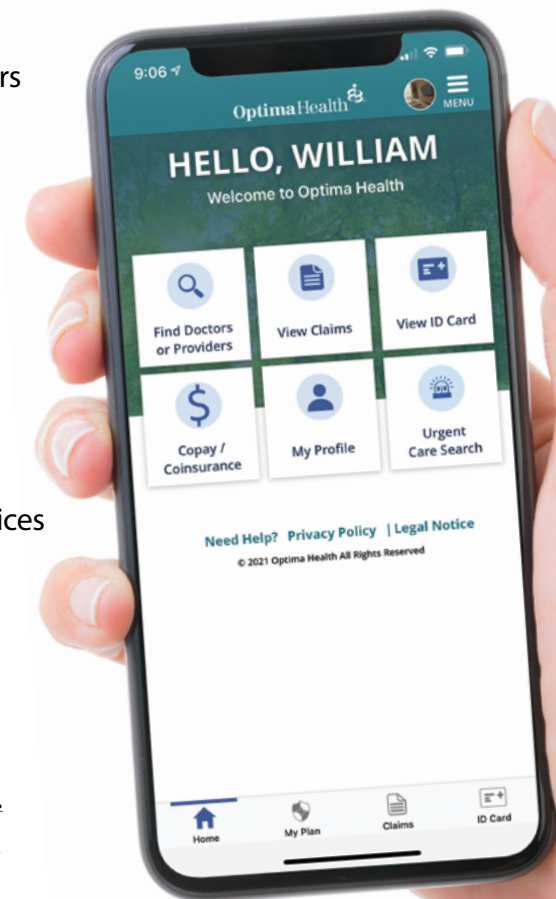 9:06
OptimaHealth
MENU
HELLO, WILLIAM
Welcome to Optima Health
Find Doctors
or Providers
View Claims
View ID Card
Copay /
Coinsurance
My Profile
Urgent
Care Search
Need Help? Privacy Policy | Legal Notice
© 2021 Optima Health All Rights Reserved
Home
My Plan
Claims
ID Card